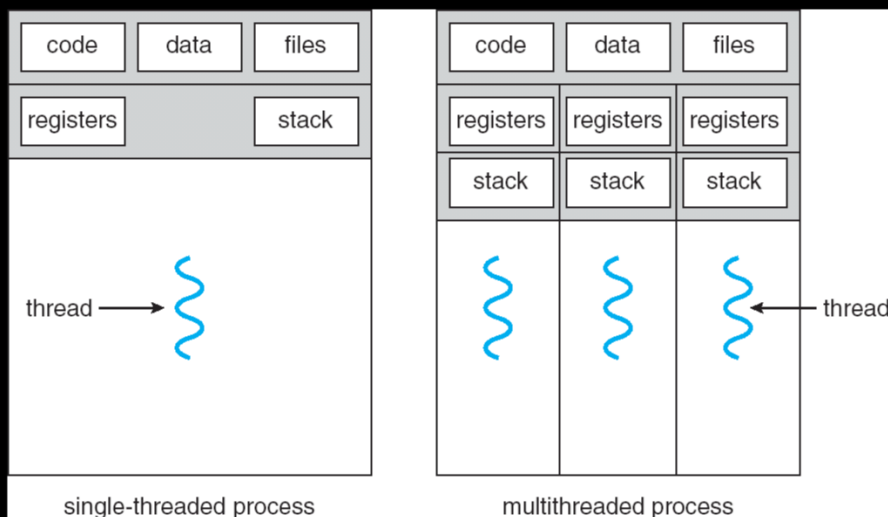 code data files
registers stack
thread
single-threaded process
code data files
registers registers registers
stack stack stack
thread
multithreaded process